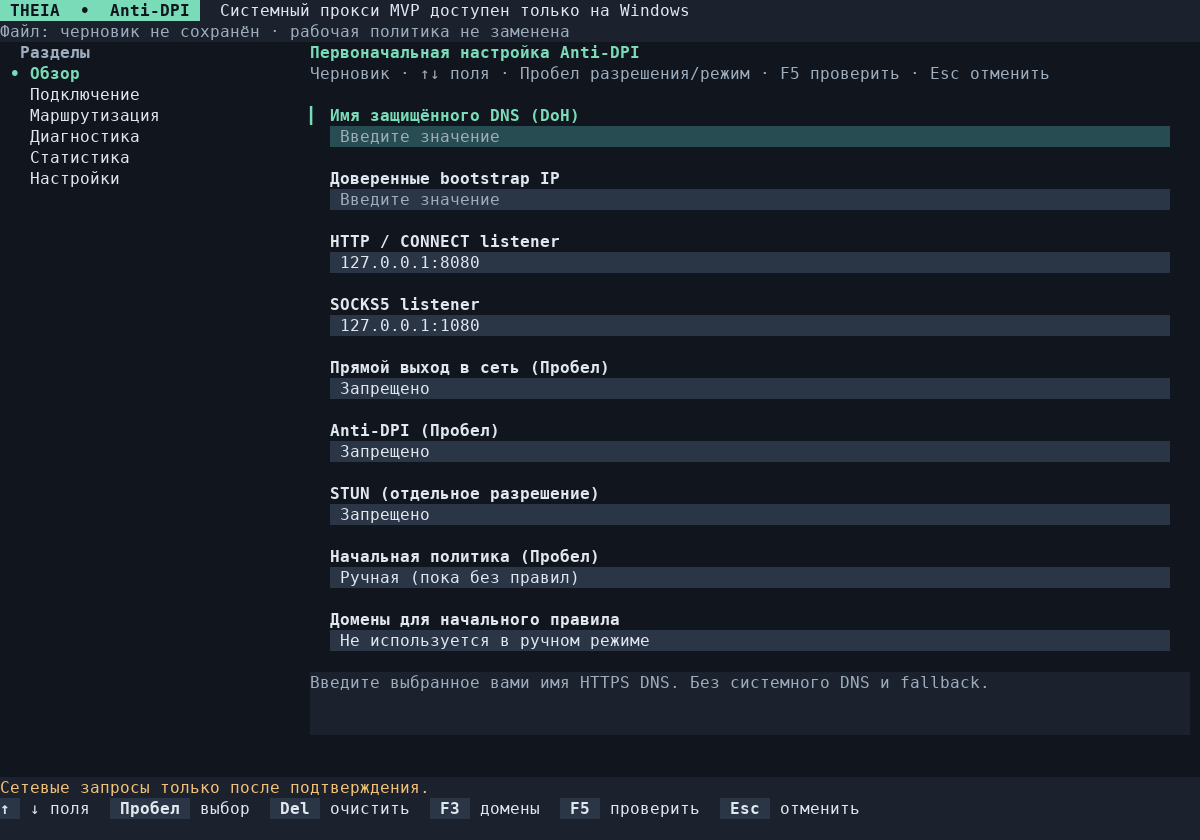 THEIA • Anti-DPI Системный прокси MVP доступен только на Windows
Файл: черновик не сохранён · рабочая политика не заменена
Разделы
• Обзор
Подключение
Маршрутизация
Диагностика
Статистика
Настройки
Первоначальная настройка Anti-DPI
Черновик · ↑↓ поля · Пробел разрешения/режим · F5 проверить · Esc отменить
Имя защищённого DNS (DoH)
Введите значение
Доверенные bootstrap IP
Введите значение
HTTP / CONNECT listener
127.0.0.1:8080
SOCKS5 listener
127.0.0.1:1080
Прямой выход в сеть (Пробел)
Запрещено
Anti-DPI (Пробел)
Запрещено
STUN (отдельное разрешение)
Запрещено
Начальная политика (Пробел)
Ручная (пока без правил)
Домены для начального правила
Не используется в ручном режиме
Введите выбранное вами имя HTTPS DNS. Без системного DNS и fallback.
Сетевые запросы только после подтверждения.
↑ ↓ поля Пробел выбор Del очистить F3 домены F5 проверить Esc отменить